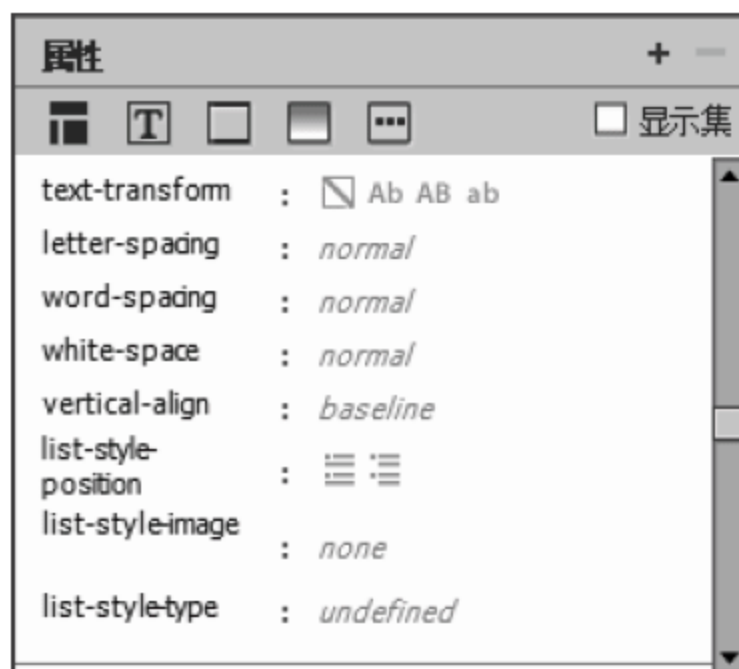 属性
T
显示集
text-transform : Ab AB ab
letter-spacing : normal
word-spacing : normal
white-space : normal
vertical-align : baseline
list-style-
position :
list-style-image : none
list-style-type : undefined